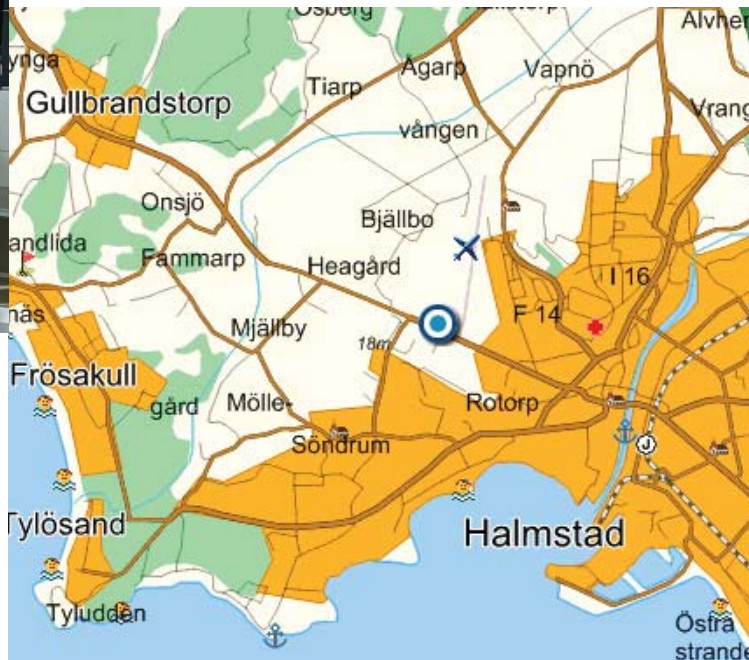 Alvhe
Tiarp
Ågarp
Vapnö
Gullbrandstorp
vången
Vrang
Onsjö
Bjällbo
andlida
Fammarp
Heagård
I 16
F 14
näs
Mjällby
18m
Frösakull
gård
Mölle-
Rotorp
Söndrum
J
Tylösand
Halmstad
Tyludden
Östra
strande